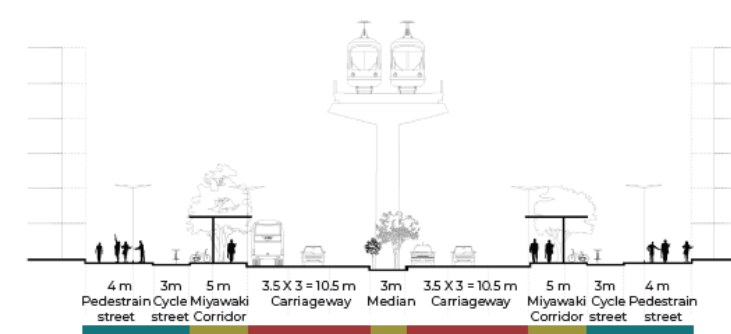 4 m 3m 5 m 3.5 X 3 = 10.5 m 3m 3.5 X 3 = 10.5 m 5 m 3m 4 m
Pedestrain Cycle Miyawaki Carriageway Median Carriageway Miyawaki Cycle Pedestrain
street street Corridor Corridor street street